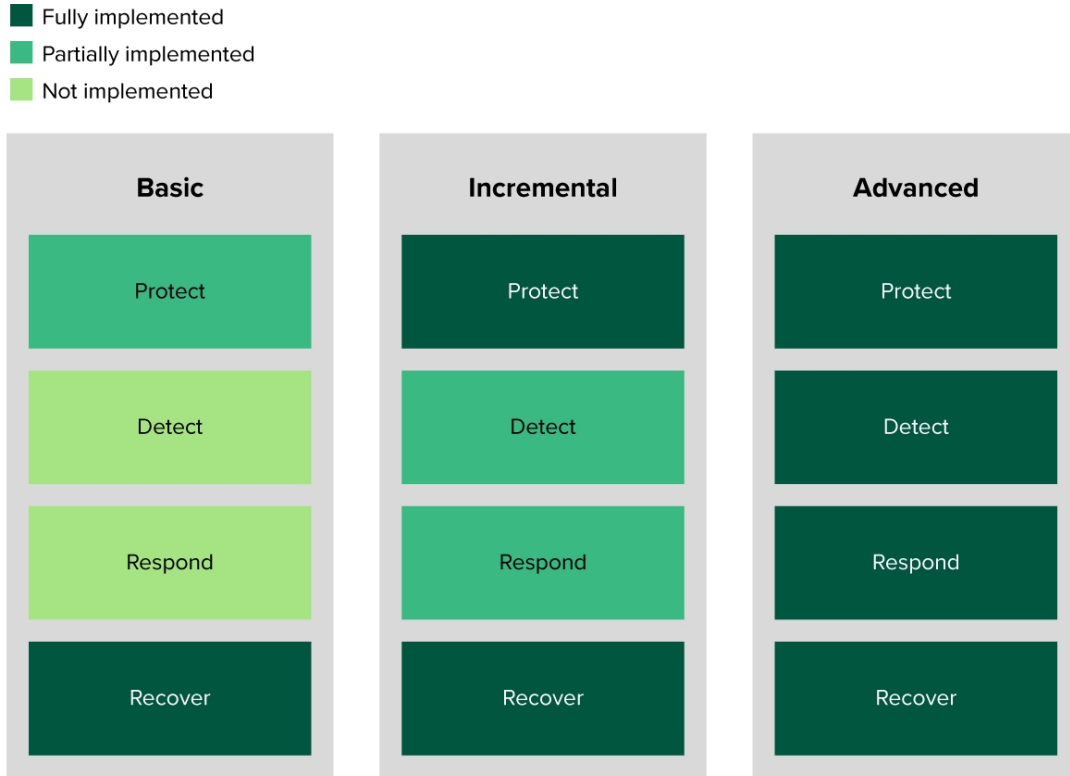 Fully implemented
Partially implemented
Not implemented
Basic
Protect
Detect
Respond
Recover
Incremental
Protect
Detect
Respond
Recover
Advanced
Protect
Detect
Respond
Recover